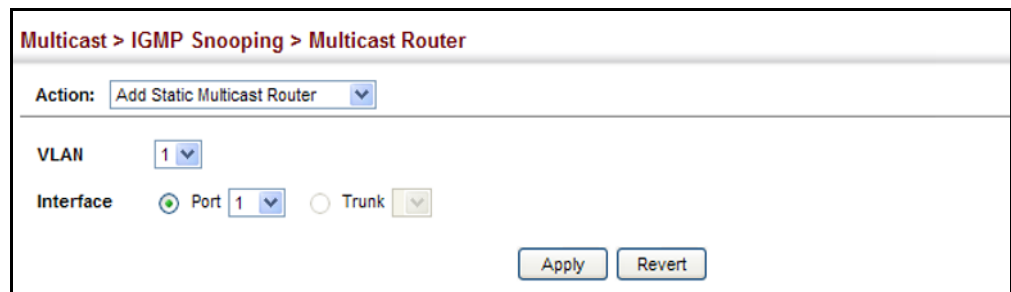 Multicast > IGMP Snooping > Multicast Router
Action: Add Static Multicast Router
VLAN 1
Interface Port 1 Trunk
Apply Revert